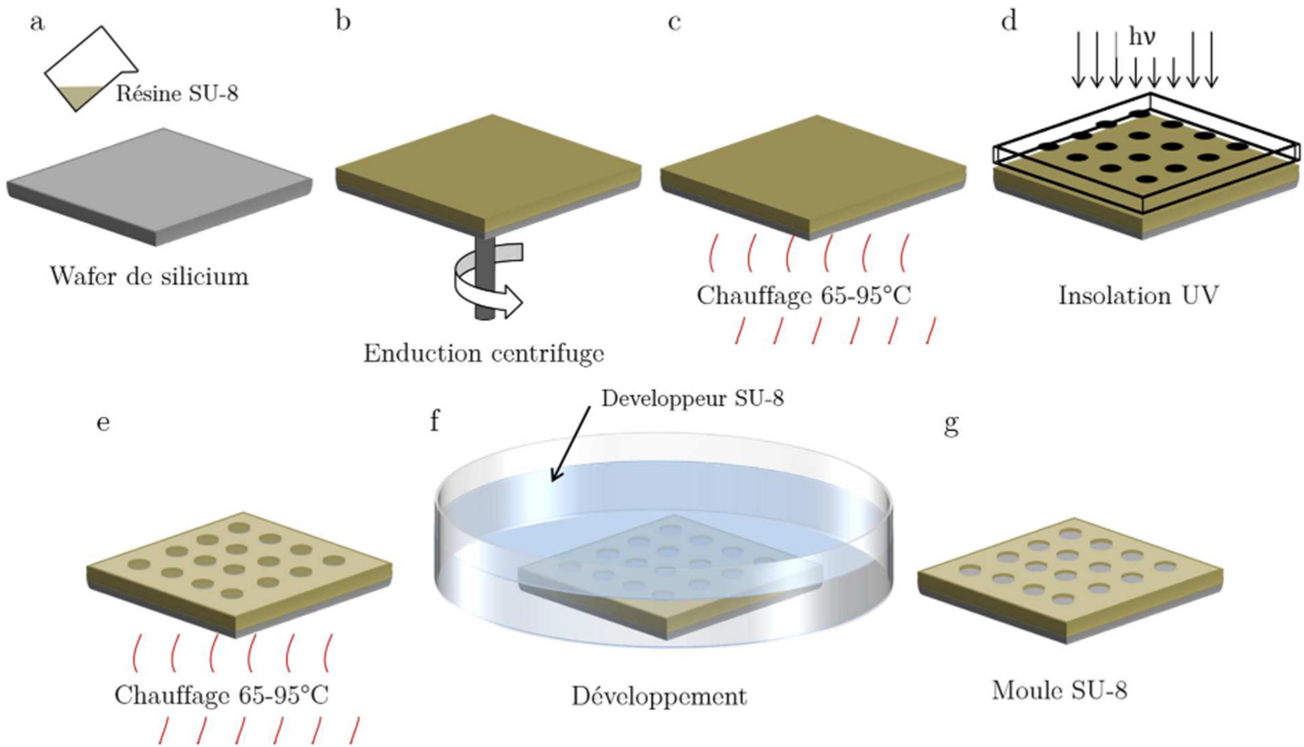 a
b
c
d
hν
Résine SU-8
Wafer de silicium
Enduction centrifuge
Chauffage 65-95°C
Insolation UV
e
f
g
Developpeur SU-8
Chauffage 65-95°C
Développement
Moule SU-8